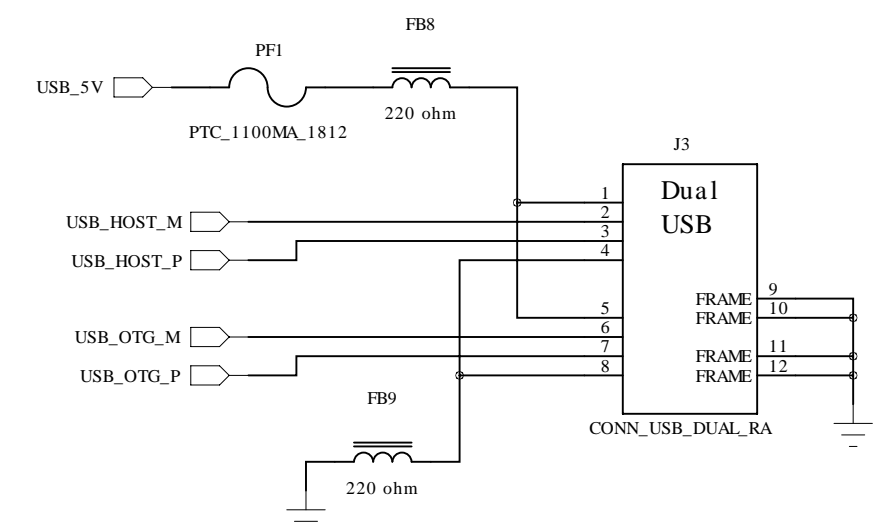 FB8
PF1
USB_5V
220 ohm
PTC_1100MA_1812
J3
Dual
USB
1
USB_HOST_M
2
3
USB_HOST_P
4
9
FRAME
10
FRAME
5
6
USB_OTG_M
7
11
FRAME
USB_OTG_P
8
12
FRAME
FB9
CONN_USB_DUAL_RA
220 ohm